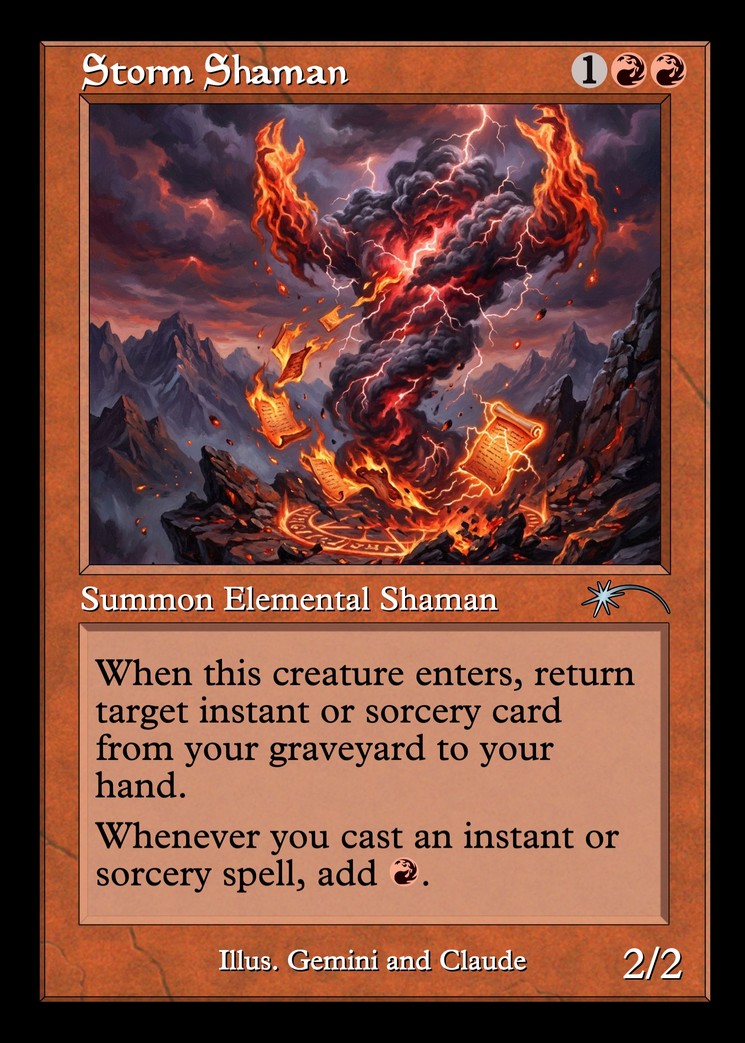 Storm Shaman 1
Summon Elemental Shaman
When this creature enters, return
target instant or sorcery card
from your graveyard to your
hand.
Whenever you cast an instant or
sorcery spell, add .
Illus. Gemini and Claude
2/2